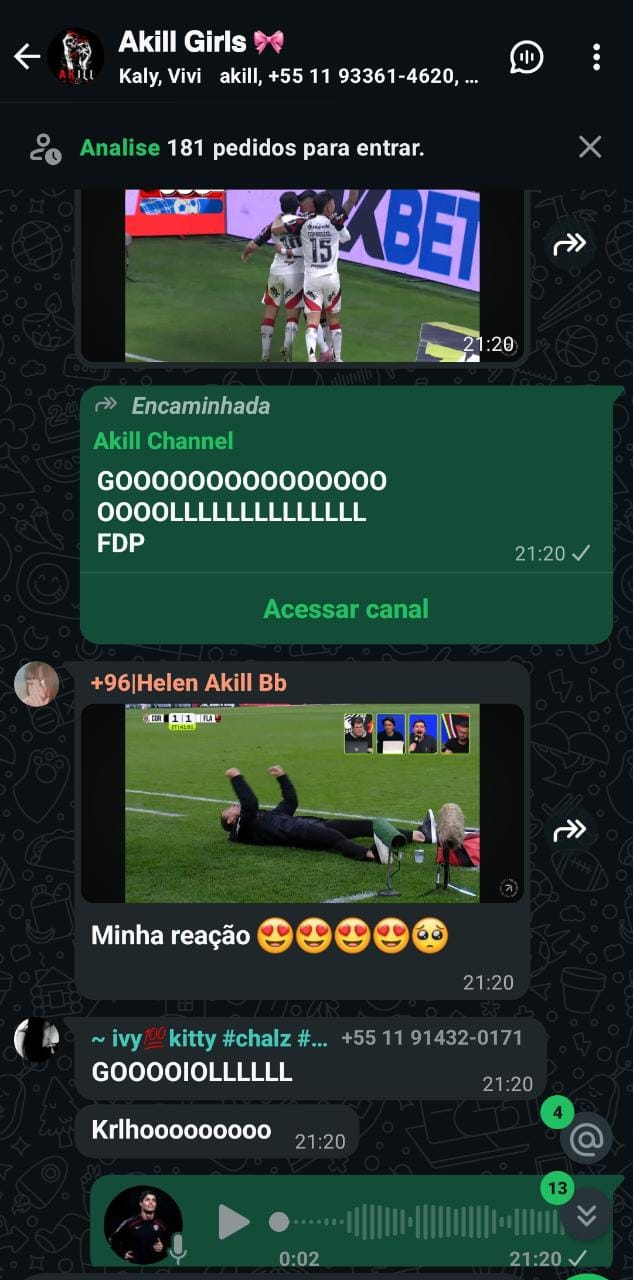 Akill Girls 🎀
Kaly, Vivi akill, +55 11 93361-4620, ...
Analise 181 pedidos para entrar.
15
XBET
21:20
Encaminhada
Akill Channel
GOOOOOOOOOOOOOOO
OOOOLLLLLLLLLLLLLL
FDP
21:20
Acessar canal
+96|Helen Akill Bb
COR 1 1 FLA
Minha reação 😍😍😍😍🥺
21:20
~ ivy💯kitty #chalz #... +55 11 91432-0171
GOOOOIOLLLLLL
21:20
Krlhooooooooo
21:20
4
@
13
0:02
21:20